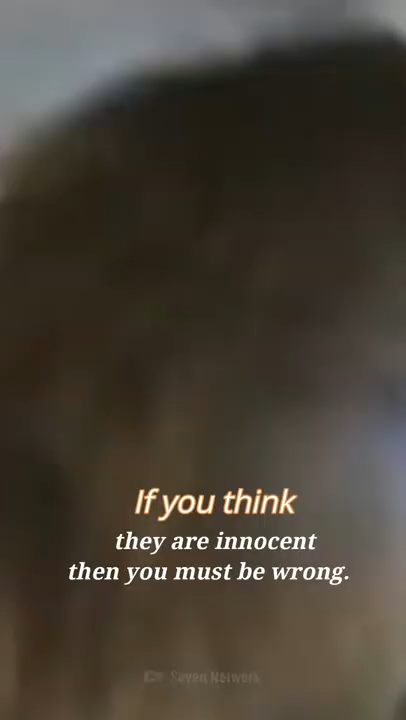 If you think
they are innocent
then you must be wrong.
Seven Network